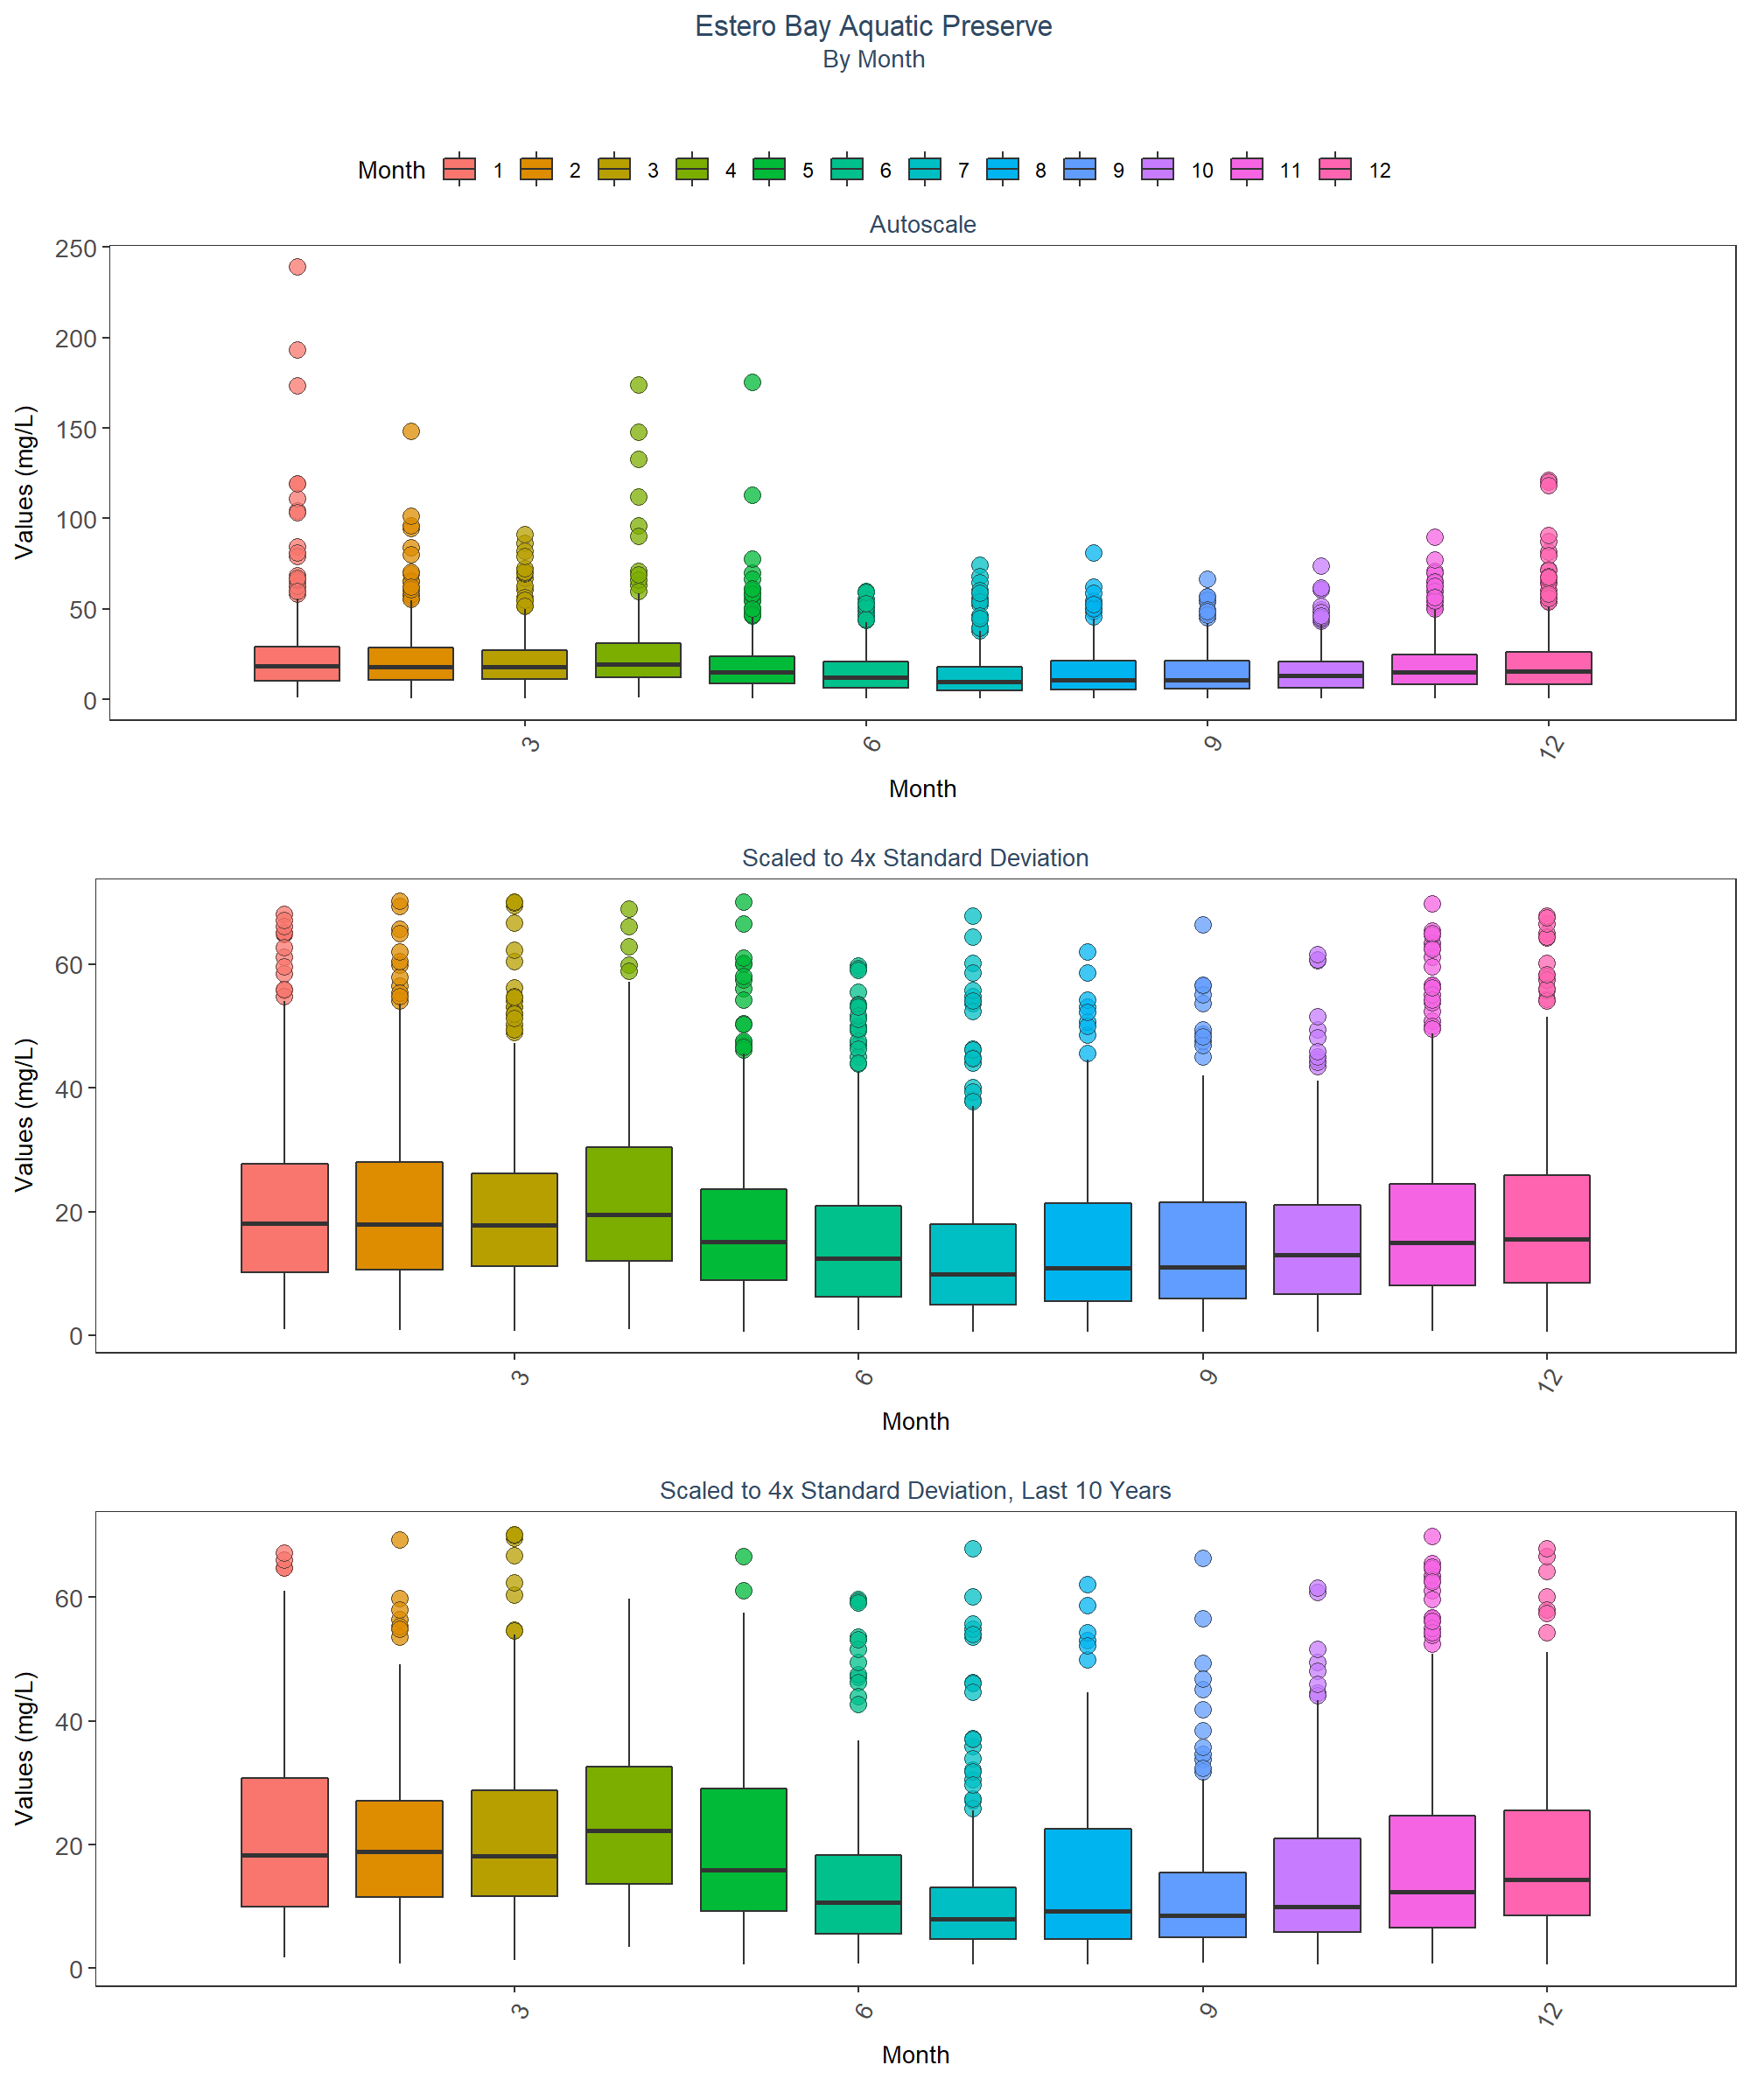 Estero Bay Aquatic Preserve
By Month
Month 1 2 3 4 5 6 7 8 9 10 11 12
Autoscale
Values (mg/L)
250
200
150
100
50
0
3 6 9 12
Month
Scaled to 4x Standard Deviation
Values (mg/L)
60
40
20
0
3 6 9 12
Month
Scaled to 4x Standard Deviation, Last 10 Years
Values (mg/L)
60
40
20
0
3 6 9 12
Month